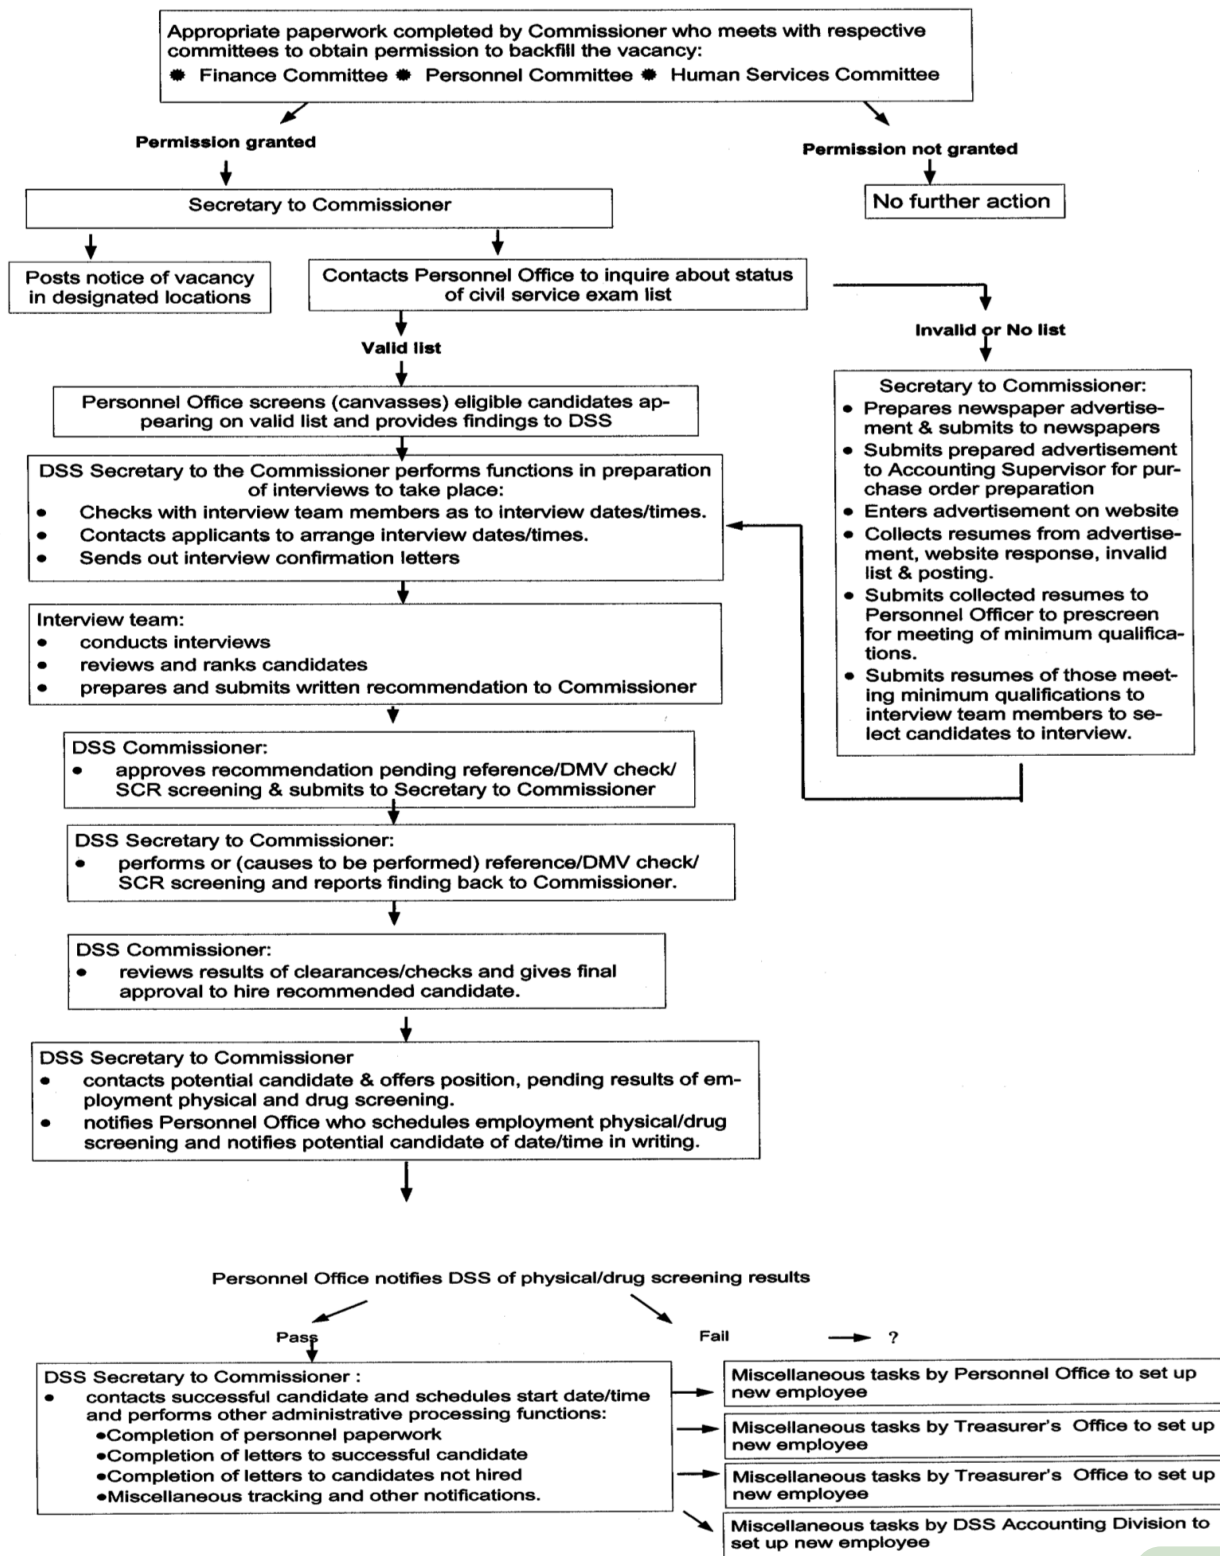 Appropriate paperwork completed by Commissioner who meets with respective
committees to obtain permission to backfill the vacancy:
✹ Finance Committee ✹ Personnel Committee ✹ Human Services Committee
Permission granted
Permission not granted
Secretary to Commissioner
No further action
Posts notice of vacancy
in designated locations
Contacts Personnel Office to inquire about status
of civil service exam list
Valid list
Invalid or No list
Personnel Office screens (canvasses) eligible candidates ap-
pearing on valid list and provides findings to DSS
DSS Secretary to the Commissioner performs functions in preparation
of interviews to take place:
• Checks with interview team members as to interview dates/times.
• Contacts applicants to arrange interview dates/times.
• Sends out interview confirmation letters
Secretary to Commissioner:
• Prepares newspaper advertise-
ment & submits to newspapers
• Submits prepared advertisement
to Accounting Supervisor for pur-
chase order preparation
• Enters advertisement on website
• Collects resumes from advertise-
ment, website response, invalid
list & posting.
• Submits collected resumes to
Personnel Officer to prescreen
for meeting of minimum qualifica-
tions.
• Submits resumes of those meet-
ing minimum qualifications to
interview team members to se-
lect candidates to interview.
Interview team:
• conducts interviews
• reviews and ranks candidates
• prepares and submits written recommendation to Commissioner
DSS Commissioner:
• approves recommendation pending reference/DMV check/
SCR screening & submits to Secretary to Commissioner
DSS Secretary to Commissioner:
• performs or (causes to be performed) reference/DMV check/
SCR screening and reports finding back to Commissioner.
DSS Commissioner:
• reviews results of clearances/checks and gives final
approval to hire recommended candidate.
DSS Secretary to Commissioner
• contacts potential candidate & offers position, pending results of em-
ployment physical and drug screening.
• notifies Personnel Office who schedules employment physical/drug
screening and notifies potential candidate of date/time in writing.
Personnel Office notifies DSS of physical/drug screening results
Pass
Fail
?
DSS Secretary to Commissioner :
• contacts successful candidate and schedules start date/time
and performs other administrative processing functions:
•Completion of personnel paperwork
•Completion of letters to successful candidate
•Completion of letters to candidates not hired
•Miscellaneous tracking and other notifications.
Miscellaneous tasks by Personnel Office to set up
new employee
Miscellaneous tasks by Treasurer's Office to set up
new employee
Miscellaneous tasks by Treasurer's Office to set up
new employee
Miscellaneous tasks by DSS Accounting Division to
set up new employee